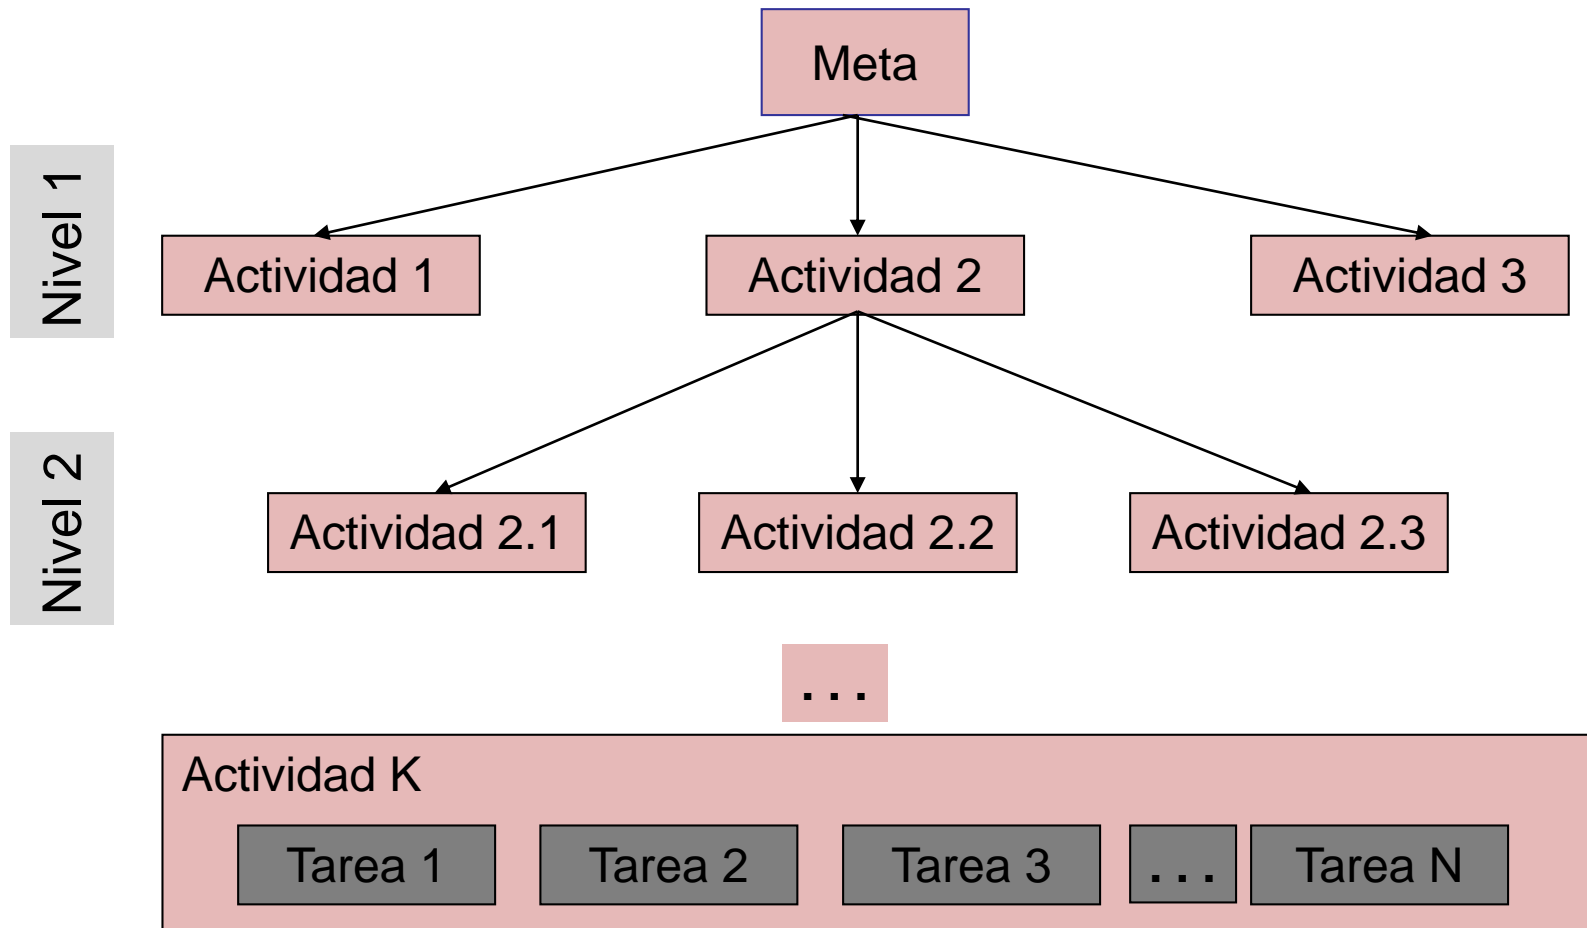 Meta
Nivel 1
Actividad 1
Actividad 2
Actividad 3
Nivel 2
Actividad 2.1
Actividad 2.2
Actividad 2.3
. . .
Actividad K
Tarea 1
Tarea 2
Tarea 3
. . .
Tarea N